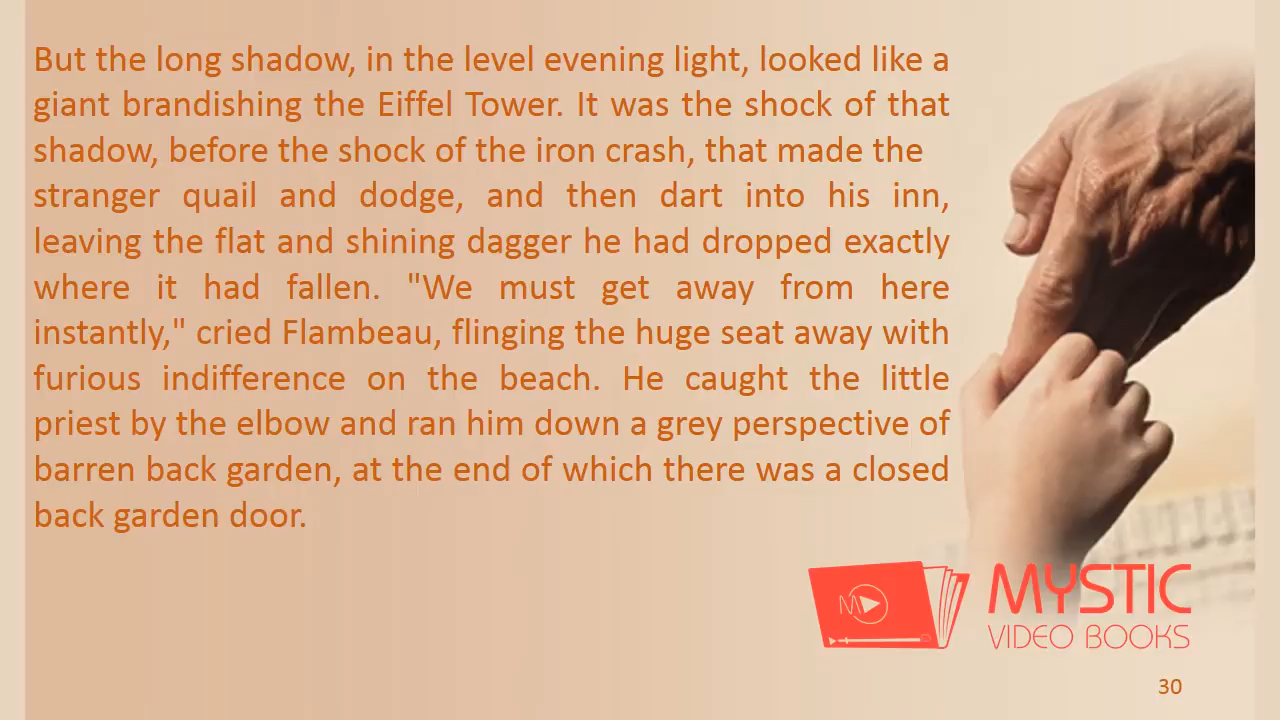 But the long shadow, in the level evening light, looked like a
giant brandishing the Eiffel Tower. It was the shock of that
shadow, before the shock of the iron crash, that made the
stranger quail and dodge, and then dart into his inn,
leaving the flat and shining dagger he had dropped exactly
where it had fallen. "We must get away from here
instantly," cried Flambeau, flinging the huge seat away with
furious indifference on the beach. He caught the little
priest by the elbow and ran him down a grey perspective of
barren back garden, at the end of which there was a closed
back garden door.
M
MYSTIC
VIDEO BOOKS
30